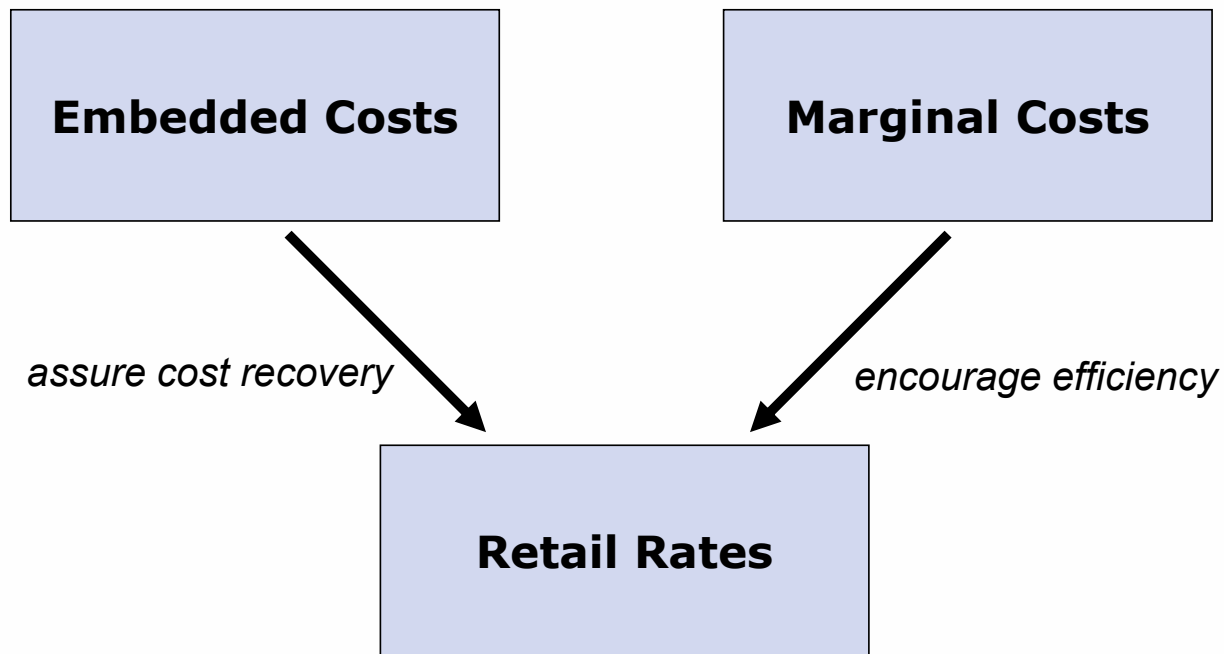 Embedded Costs
Marginal Costs
assure cost recovery
encourage efficiency
Retail Rates